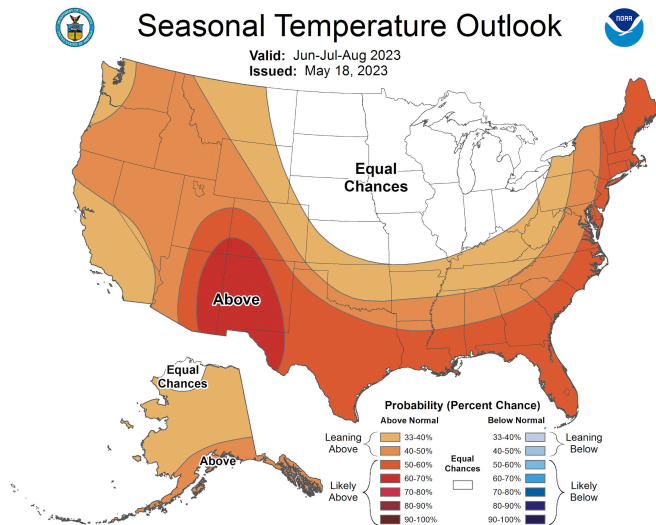 Seasonal Temperature Outlook
NOAA
Valid: Jun-Jul-Aug 2023
Issued: May 18, 2023
Equal
Chances
Above
Equal
Chances
Above
Probability (Percent Chance)
Above Normal
Below Normal
Leaning
Above
33-40%
40-50%
Likely
Above
50-60%
60-70%
70-80%
80-90%
90-100%
Equal
Chances
33-40%
40-50%
Leaning
Below
50-60%
60-70%
70-80%
80-90%
90-100%
Likely
Below